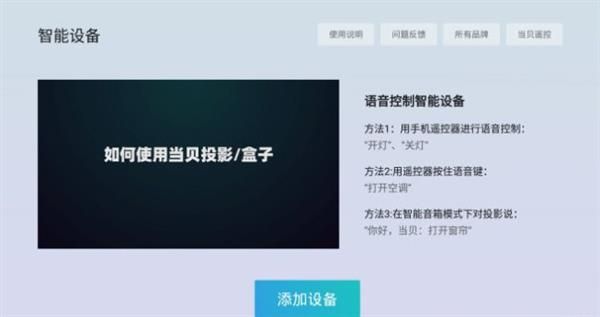 智能设备
使用说明
问题反馈
所有品牌
当贝遥控
如何使用当贝投影/盒子
语音控制智能设备
方法1：用手机遥控器进行语音控制：
“开灯”、“关灯”
方法2:用遥控器按住语音键：
“打开空调”
方法3:在智能音箱模式下对投影说：
“你好，当贝：打开窗帘”
添加设备